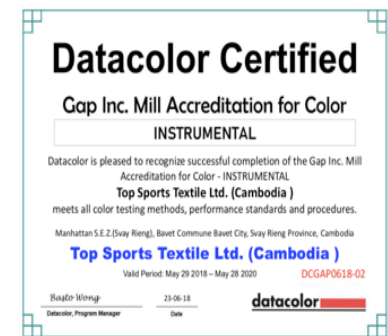 Datacolor Certified
Gap Inc. Mill Accreditation for Color
INSTRUMENTAL
Datacolor is pleased to recognize successful completion of the Gap Inc. Mill
Accreditation for Color - INSTRUMENTAL
Top Sports Textile Ltd. (Cambodia )
meets all color testing methods, performance standards and procedures.
Manhattan S.E.Z.(Svay Rieng), Bavet Commune Bavet City, Svay Rieng Province, Cambodia
Top Sports Textile Ltd. (Cambodia )
Valid Period: May 29 2018 – May 28 2020 DCGAP0618-02
Baslo Wong 23-06-18 datacolor
Datacolor, Program Manager Date